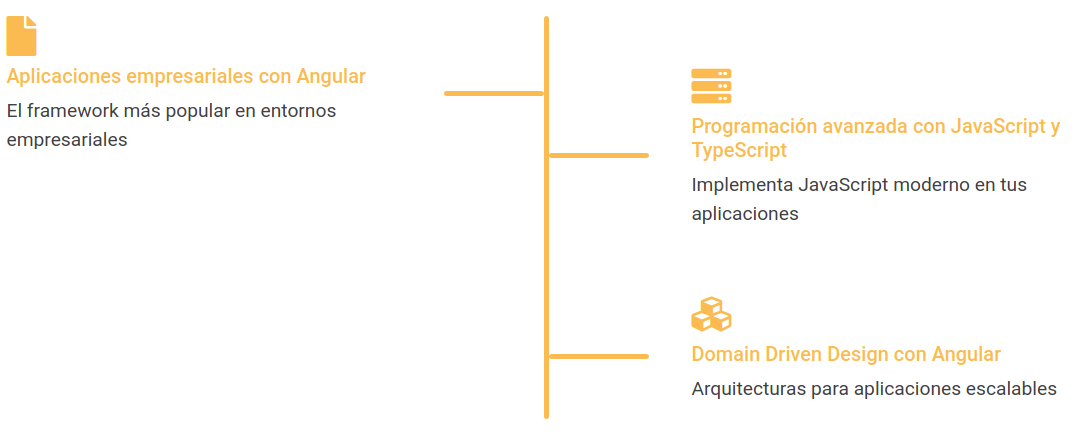 Aplicaciones empresariales con Angular
El framework más popular en entornos
empresariales
Programación avanzada con JavaScript y
TypeScript
Implementa JavaScript moderno en tus
aplicaciones
Domain Driven Design con Angular
Arquitecturas para aplicaciones escalables